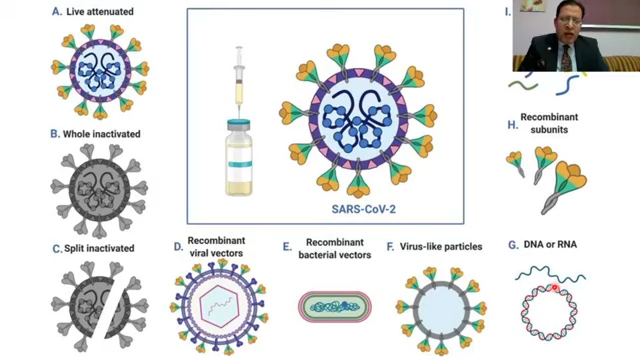 A. Live attenuated
B. Whole inactivated
C. Split inactivated
D. Recombinant
viral vectors
E. Recombinant
bacterial vectors
F. Virus-like particles
G. DNA or RNA
H. Recombinant
subunits
I.
SARS-CoV-2